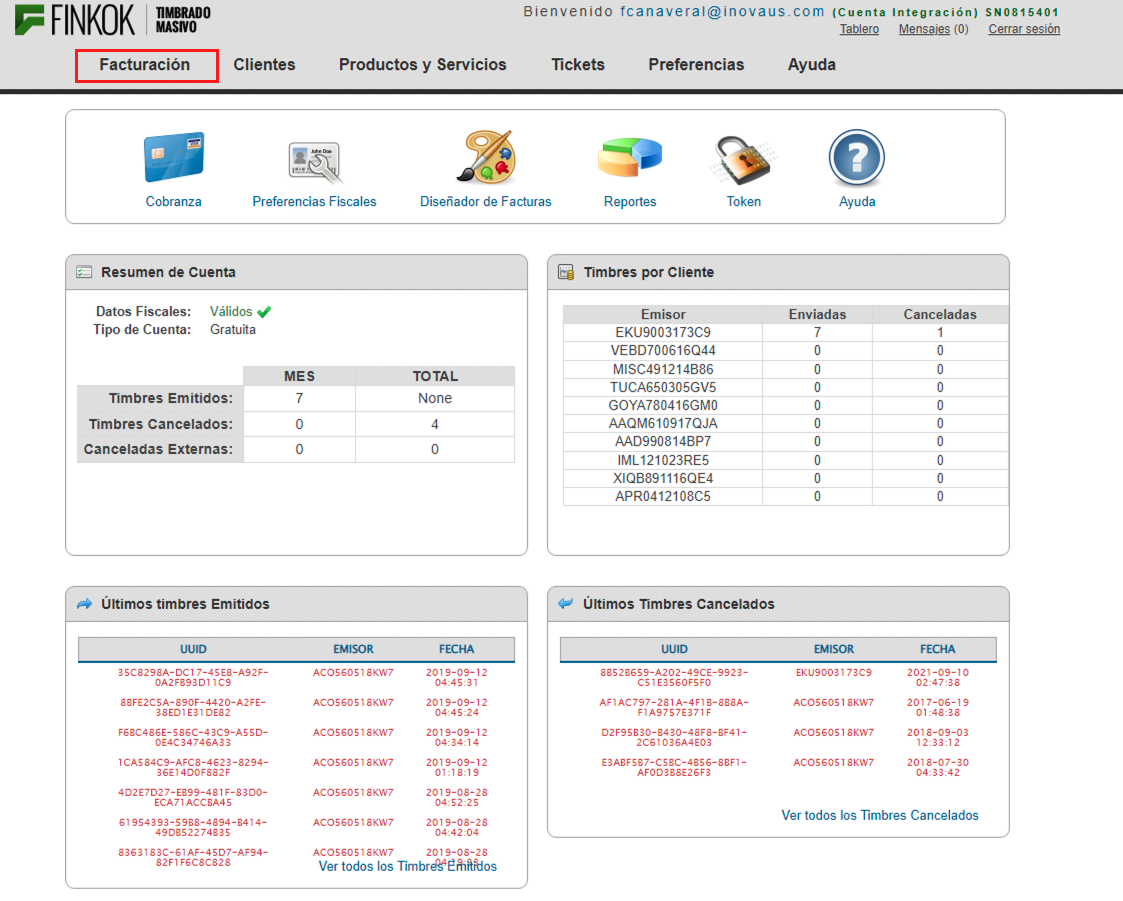 FINKOK TIMBRADO MASIVO
Bienvenido fcanaveral@inovaus.com (Cuenta Integración) SN0815401
Tablero Mensajes (0) Cerrar sesión
Facturación Clientes Productos y Servicios Tickets Preferencias Ayuda
John Doe
Cobranza Preferencias Fiscales Diseñador de Facturas Reportes Token Ayuda
Resumen de Cuenta
Datos Fiscales: Válidos
Tipo de Cuenta: Gratuita
MES TOTAL
Timbres Emitidos: 7 None
Timbres Cancelados: 0 4
Canceladas Externas: 0 0
Timbres por Cliente
Emisor Enviadas Canceladas
EKU9003173C9 7 1
VEBD700616Q44 0 0
MISC491214B86 0 0
TUCA650305GV5 0 0
GOYA780416GM0 0 0
AAQM610917QJA 0 0
AAD990814BP7 0 0
IML121023RE5 0 0
XIQB891116QE4 0 0
APR0412108C5 0 0
Últimos timbres Emitidos
UUID EMISOR FECHA
35C8298A-DC17-45E8-A92F-0A2FB93D11C9 ACO560518KW7 2019-09-12 04:45:31
8BFE2C5A-890F-4420-A2FE-38ED1E31DE82 ACO560518KW7 2019-09-12 04:45:24
F6BC486E-586C-43C9-A55D-0E4C34746A33 ACO560518KW7 2019-09-12 04:34:14
1CA584C9-AFC8-4623-8294-36E14D0F882F ACO560518KW7 2019-09-12 01:18:19
4D2E7D27-EB99-481F-83D0-ECA71ACCBA45 ACO560518KW7 2019-08-28 04:52:25
61954393-59B8-4894-B414-49DB52274B35 ACO560518KW7 2019-08-28 04:42:04
8363183C-61AF-45D7-AF94-82F1F6C8C828 ACO560518KW7 2019-08-28
Ver todos los Timbres Emitidos
Últimos Timbres Cancelados
UUID EMISOR FECHA
8B528659-A202-49CE-9923-C51E3560F5F0 EKU9003173C9 2021-09-10 02:47:38
AF1AC797-281A-4F1B-8B8A-F1A9757E371F ACO560518KW7 2017-06-19 01:48:38
D2F95B30-B430-48F8-BF41-2C61036A4E03 ACO560518KW7 2018-09-03 12:33:12
E3ABF5B7-C5BC-4B56-8BF1-AF0D3B8E26F3 ACO560518KW7 2018-07-30 04:33:42
Ver todos los Timbres Cancelados